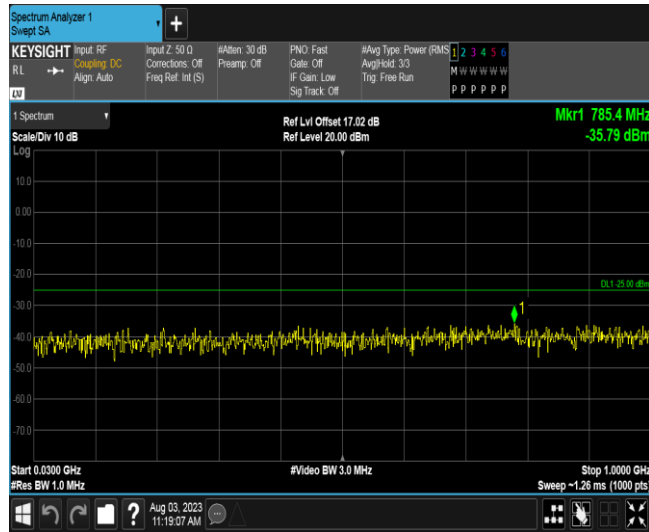 Spectrum Analyzer 1
Swept SA
+
KEYSIGHT Input: RF Input Z: 50 Ω #Atten: 30 dB PNO: Fast #Avg Type: Power (RMS 1 2 3 4 5 6
RL Coupling: DC Corrections: Off Preamp: Off Gate: Off Avg|Hold: 3/3 M W W W W W
Align: Auto Freq Ref: Int (S) IF Gain: Low Trig: Free Run
Sig Track: Off P P P P P P
LXI
1 Spectrum Ref Lvl Offset 17.02 dB Mkr1 785.4 MHz
Scale/Div 10 dB Ref Level 20.00 dBm -35.79 dBm
Log
10.0
0.00
-10.0
-20.0
DL1 -25.00 dBm
-30.0
1
-40.0
-50.0
-60.0
-70.0
Start 0.0300 GHz #Video BW 3.0 MHz Stop 1.0000 GHz
#Res BW 1.0 MHz Sweep ~1.26 ms (1000 pts)
? Aug 03, 2023
11:19:07 AM